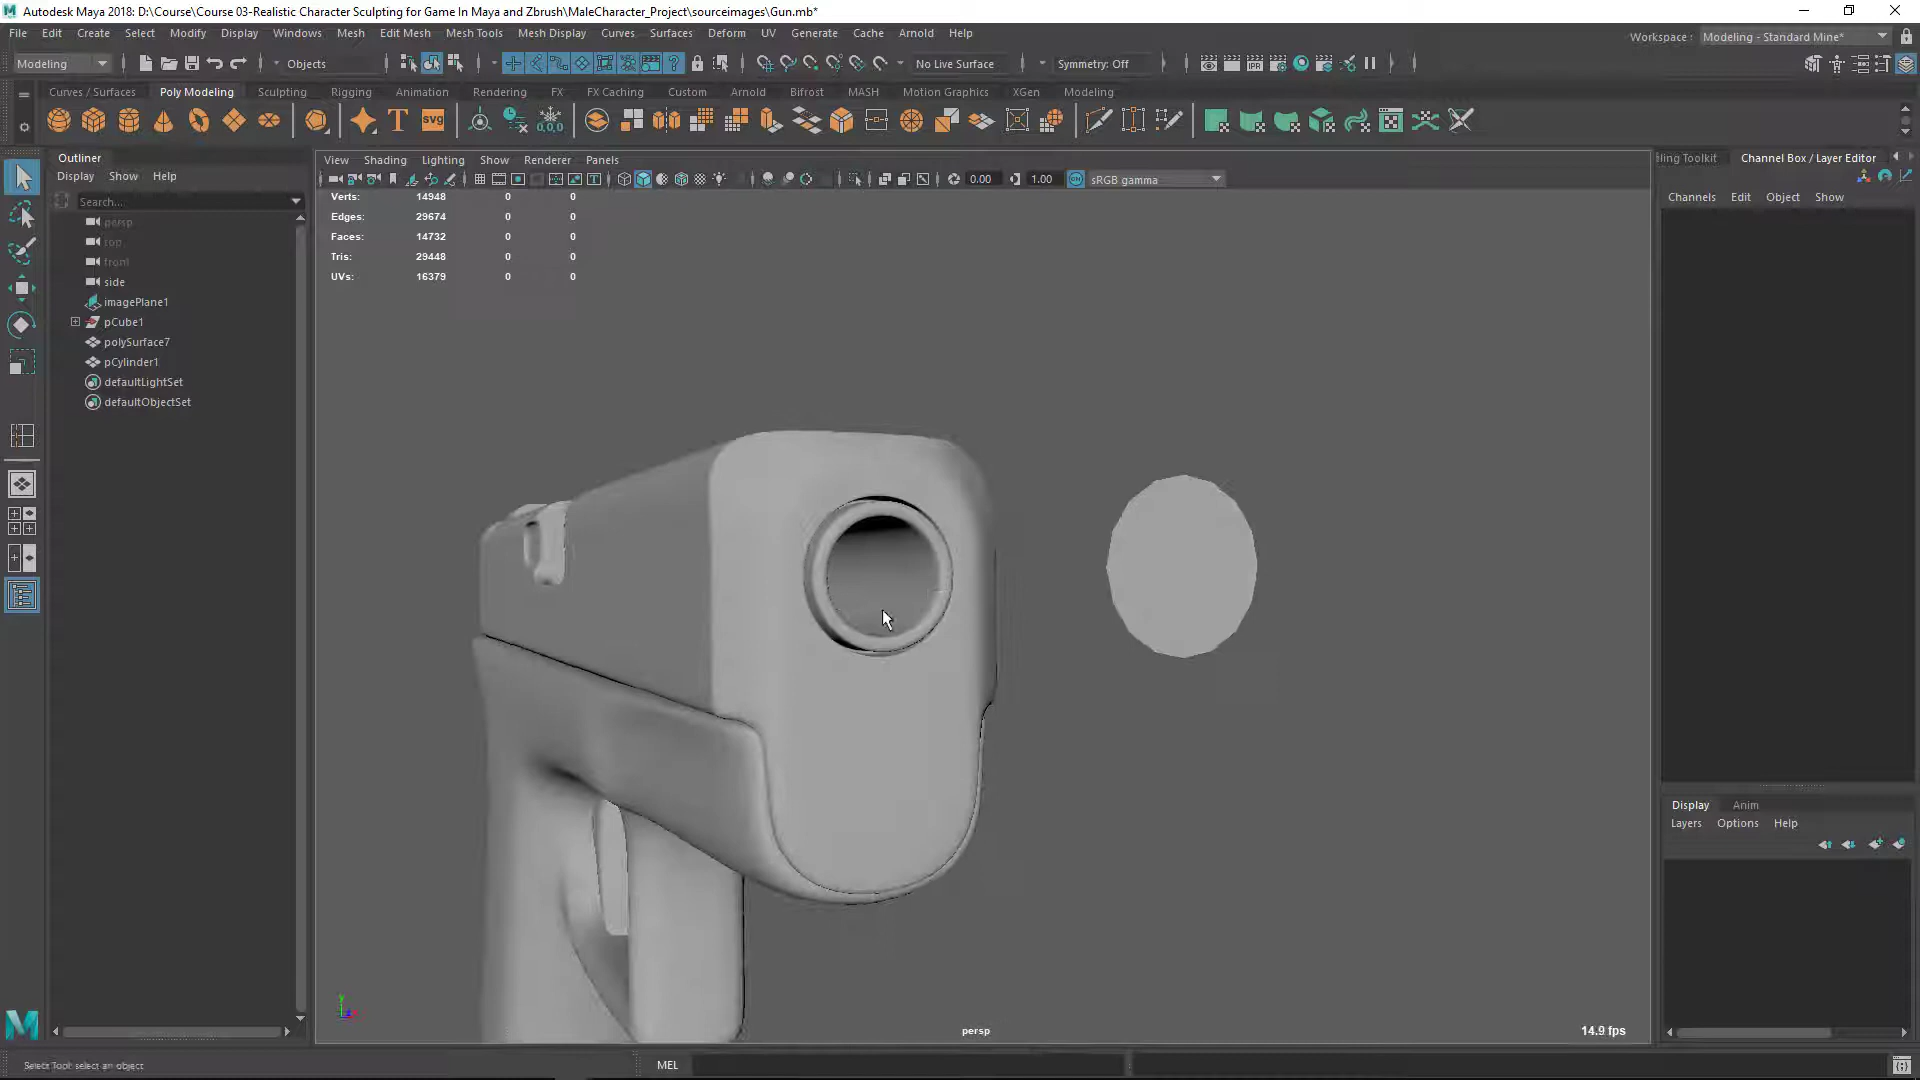 Autodesk Maya 2018: D:\Course\Course 03-Realistic Character Sculpting for Game In Maya and Zbrush\MaleCharacter_Project\sourceimages\Gun.mb*
File Edit Create Select Modify Display Windows Mesh Edit Mesh Mesh Tools Mesh Display Curves Surfaces Deform UV Generate Cache Arnold Help
Workspace : Modeling - Standard Mine*
Modeling Objects No Live Surface Symmetry: Off
Curves / Surfaces Poly Modeling Sculpting Rigging Animation Rendering FX FX Caching Custom Arnold Bifrost MASH Motion Graphics XGen Modeling
T svg 0,0,0
Outliner
Display Show Help
Search...
persp
top
front
side
imagePlane1
pCube1
polySurface7
pCylinder1
defaultLightSet
defaultObjectSet
View Shading Lighting Show Renderer Panels
0.00 1.00 sRGB gamma
Verts: 14948 0 0
Edges: 29674 0 0
Faces: 14732 0 0
Tris: 29448 0 0
UVs: 16379 0 0
persp
14.9 fps
ling Toolkit Channel Box / Layer Editor
Channels Edit Object Show
Display Anim
Layers Options Help
Select Tool: select an object
MEL